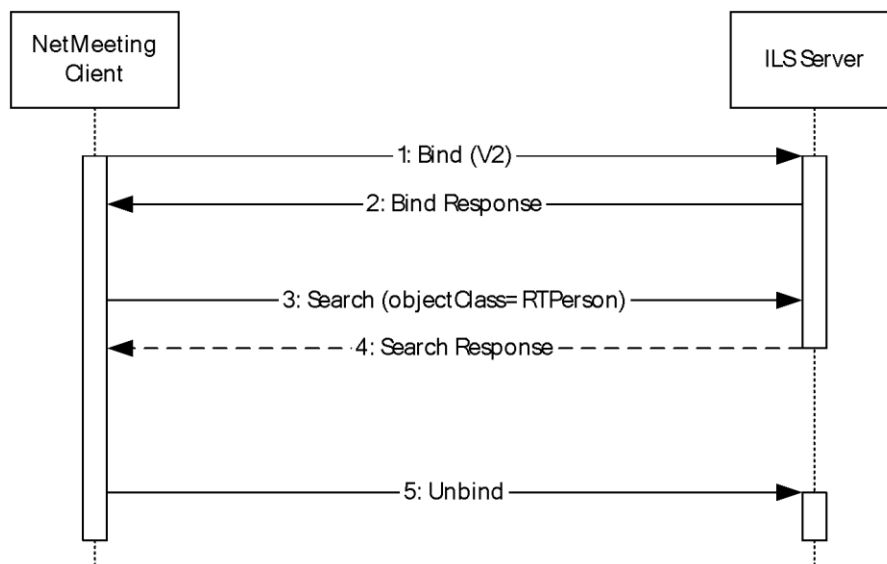 NetMeeting
Client
ILS Server
1: Bind (V2)
2: Bind Response
3: Search (objectClass=RTPerson)
4: Search Response
5: Unbind